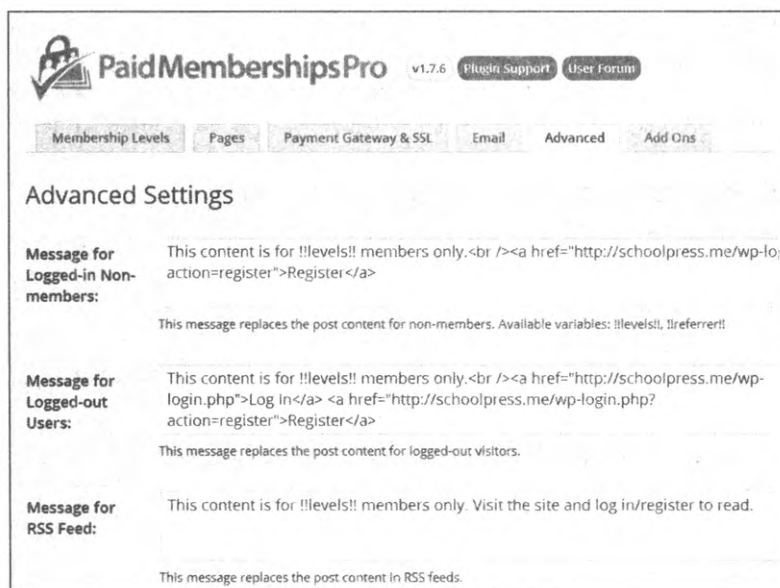 PaidMembershipsPro v1.7.6 Plugin Support User Forum
Membership Levels Pages Payment Gateway & SSL Email Advanced Add Ons
Advanced Settings
Message for
Logged-in Non-
members:
This content is for !!levels!! members only.<br /><a href="http://schoolpress.me/wp-log
action=register">Register</a>
This message replaces the post content for non-members. Available variables: !!levels!!, !!referrer!!
Message for
Logged-out
Users:
This content is for !!levels!! members only.<br /><a href="http://schoolpress.me/wp-
login.php">Log in</a> <a href="http://schoolpress.me/wp-login.php?
action=register">Register</a>
This message replaces the post content for logged-out visitors.
Message for
RSS Feed:
This content is for !!levels!! members only. Visit the site and log in/register to read.
This message replaces the post content in RSS feeds.